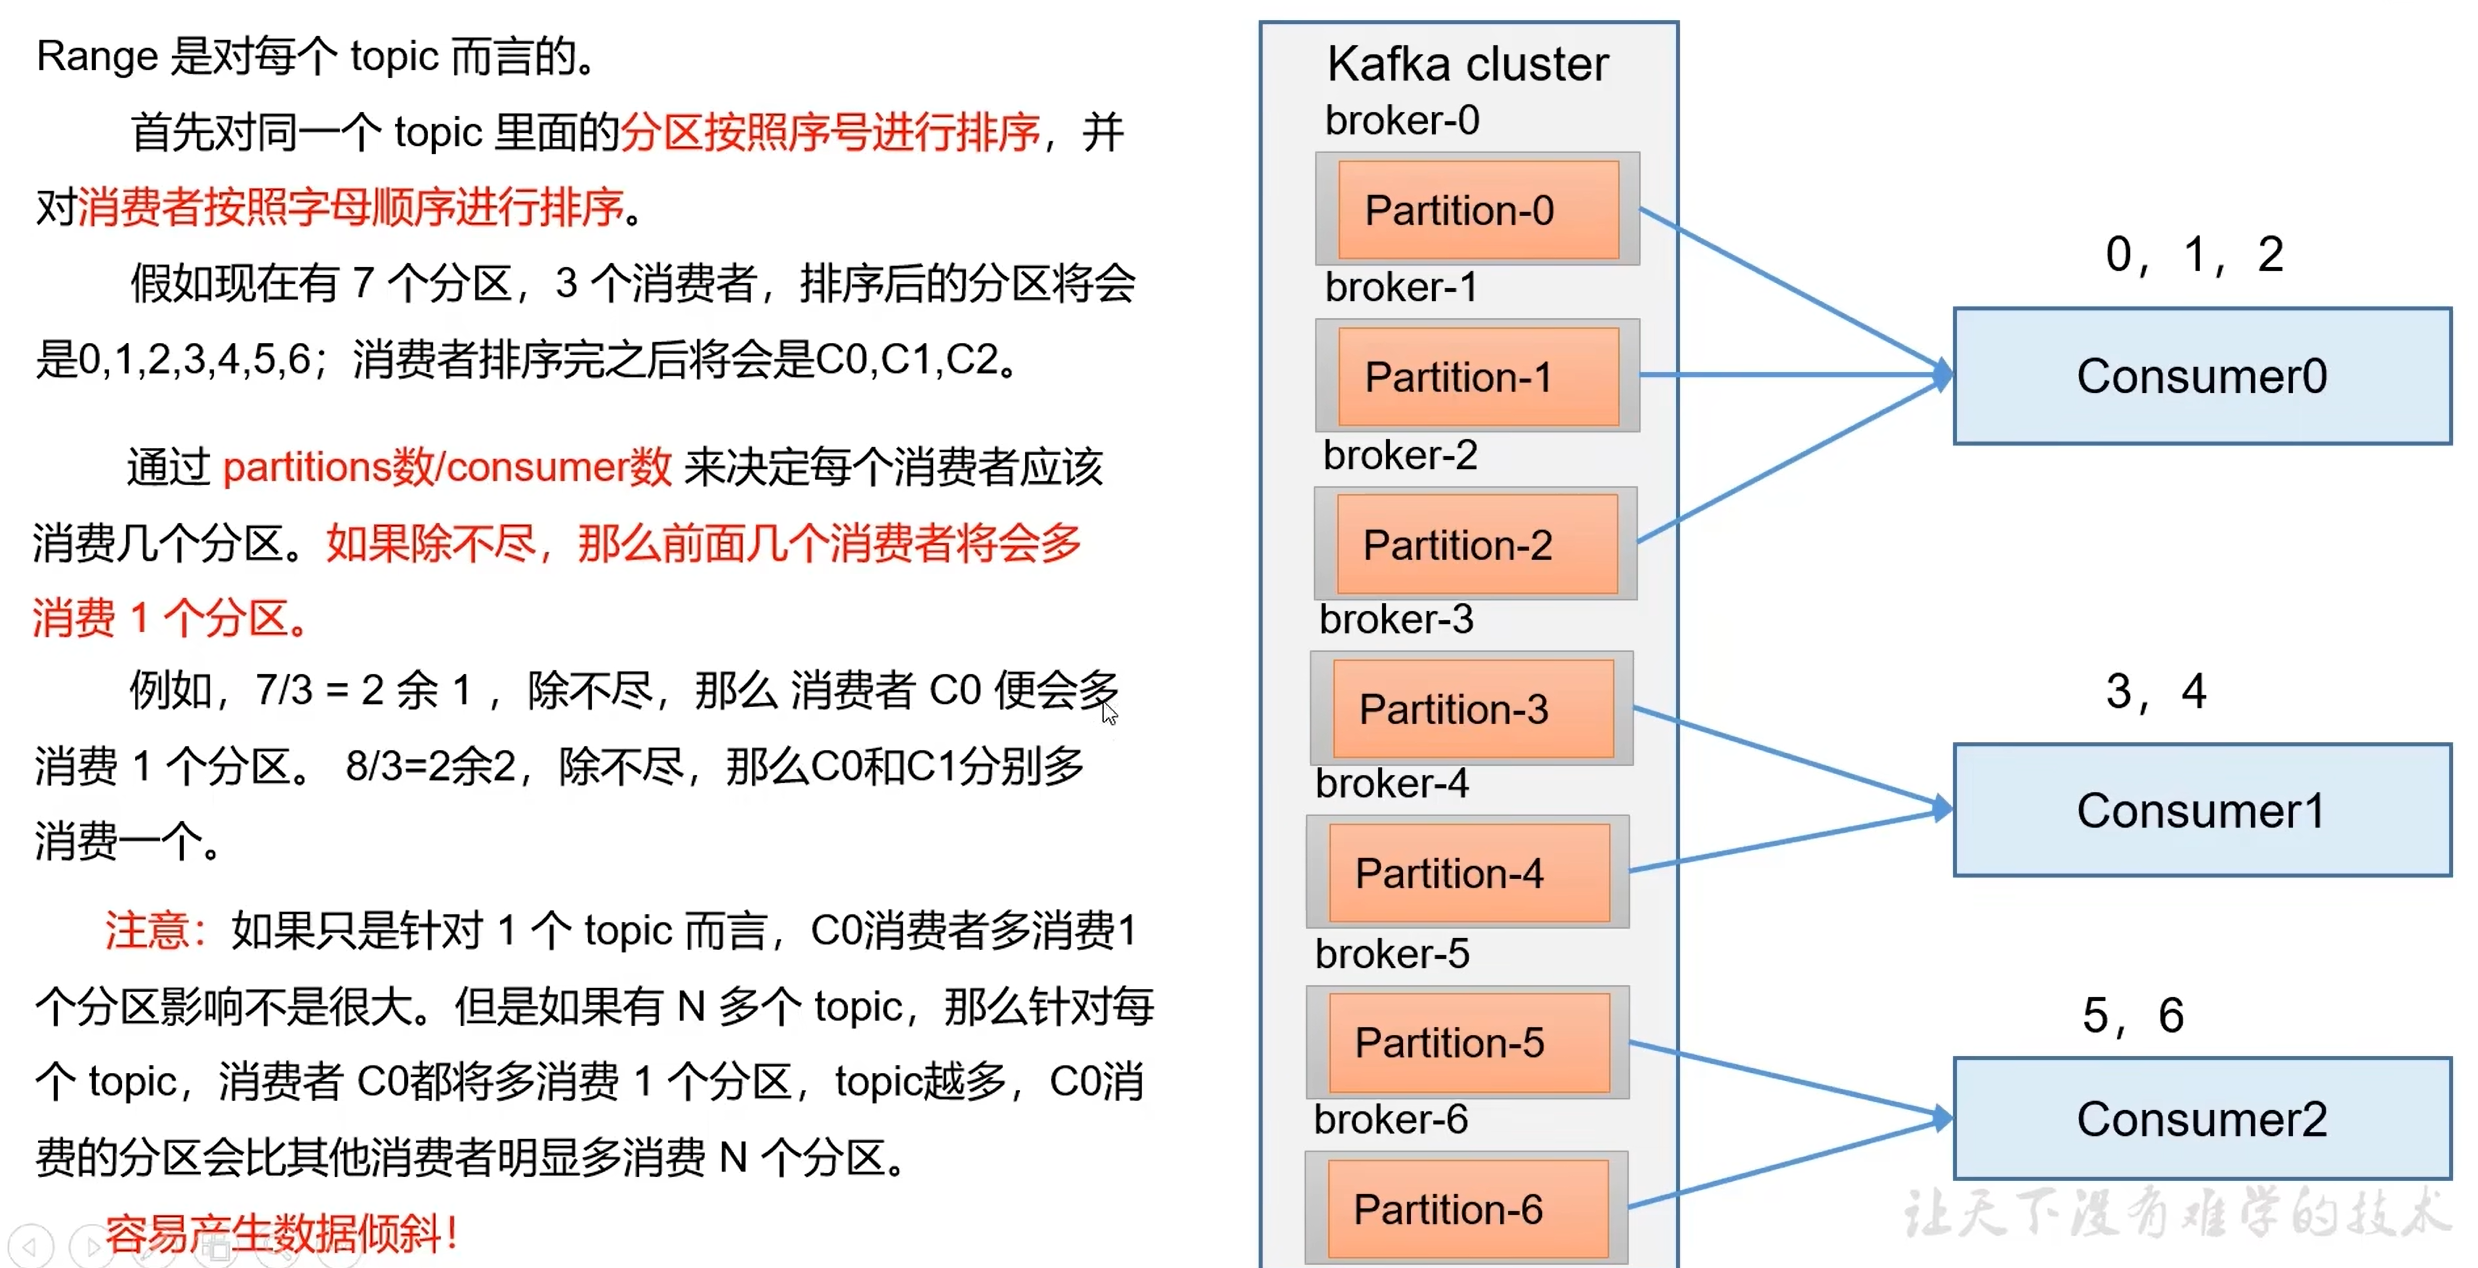 Range 是对每个 topic 而言的。
首先对同一个 topic 里面的分区按照序号进行排序，并
对消费者按照字母顺序进行排序。
假如现在有 7 个分区，3 个消费者，排序后的分区将会
是0,1,2,3,4,5,6；消费者排序完之后将会是C0,C1,C2。
通过 partitions数/consumer数 来决定每个消费者应该
消费几个分区。如果除不尽，那么前面几个消费者将会多
消费 1 个分区。
例如，7/3 = 2 余 1 ，除不尽，那么 消费者 C0 便会多
消费 1 个分区。 8/3=2余2，除不尽，那么C0和C1分别多
消费一个。
注意：如果只是针对 1 个 topic 而言，C0消费者多消费1
个分区影响不是很大。但是如果有 N 多个 topic，那么针对每
个 topic，消费者 C0都将多消费 1 个分区，topic越多，C0消
费的分区会比其他消费者明显多消费 N 个分区。
容易产生数据倾斜！
Kafka cluster
broker-0
Partition-0
broker-1
Partition-1
broker-2
Partition-2
broker-3
Partition-3
broker-4
Partition-4
broker-5
Partition-5
broker-6
Partition-6
0，1，2
Consumer0
3，4
Consumer1
5，6
Consumer2
让天下没有难学的技术